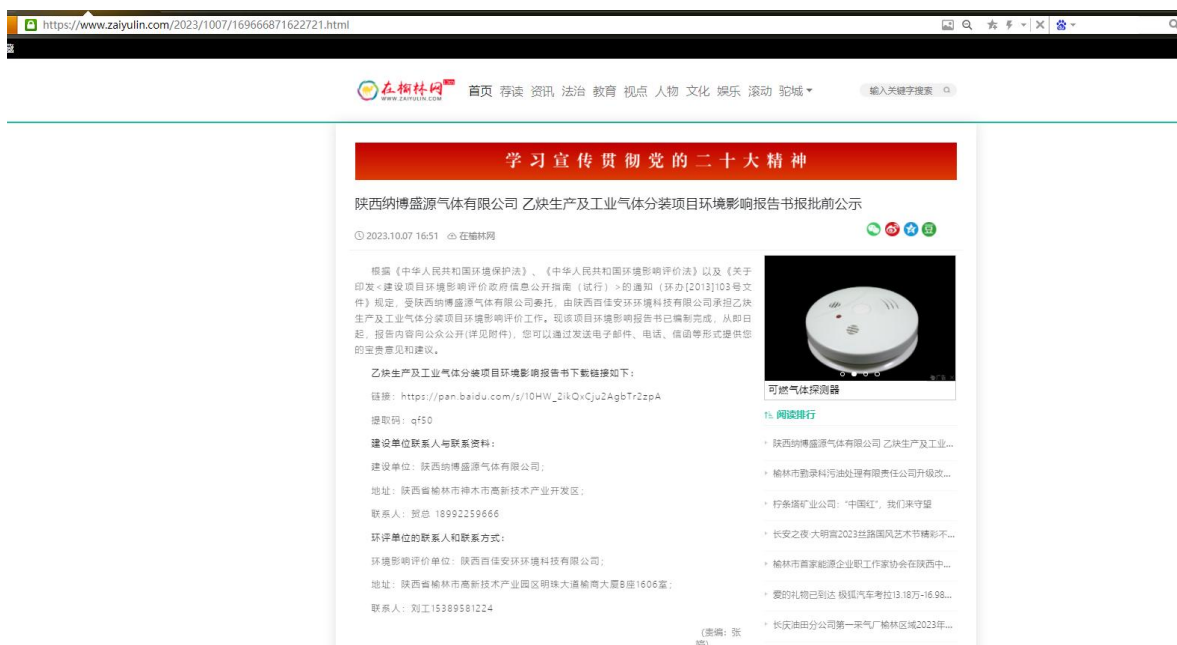 https://www.zaiyulin.com/2023/1007/169666871622721.html
在榆林网
WWW.ZAIYULIN.COM
首页 荐读 资讯 法治 教育 视点 人物 文化 娱乐 滚动 驼城
输入关键字搜索
学习宣传贯彻党的二十大精神
陕西纳博盛源气体有限公司 乙炔生产及工业气体分装项目环境影响报告书报批前公示
2023.10.07 16:51 在榆林网
根据《中华人民共和国环境保护法》、《中华人民共和国环境影响评价法》以及《关于
印发<建设项目环境影响评价政府信息公开指南（试行）>的通知（环办[2013]103号文
件）规定，受陕西纳博盛源气体有限公司委托，由陕西百佳安环环境科技有限公司承担乙炔
生产及工业气体分装项目环境影响评价工作。现该项目环境影响报告书已编制完成，从即日
起，报告内容向公众公开(详见附件)，您可以通过发送电子邮件、电话、信函等形式提供您
的宝贵意见和建议。
乙炔生产及工业气体分装项目环境影响报告书下载链接如下：
链接：https://pan.baidu.com/s/10HW_2ikQxCju2AgbTr2zpA
提取码：qf50
建设单位联系人与联系资料：
建设单位：陕西纳博盛源气体有限公司；
地址：陕西省榆林市神木市高新技术产业开发区；
联系人：贺总 18992259666
环评单位的联系人和联系方式：
环境影响评价单位：陕西百佳安环环境科技有限公司；
地址：陕西省榆林市高新技术产业园区明珠大道榆商大厦B座1606室；
联系人：刘工15389581224
(责编：张
可燃气体探测器
阅读排行
陕西纳博盛源气体有限公司 乙炔生产及工业...
榆林市勤录科污油处理有限责任公司升级改...
柠条塔矿业公司：“中国红”，我们来守望
长安之夜·大明宫2023丝路国风艺术节精彩不...
榆林市首家能源企业职工作家协会在陕西中...
爱的礼物已到达 极狐汽车考拉13.18万-16.98...
长庆油田分公司第一采气厂榆林区域2023年...